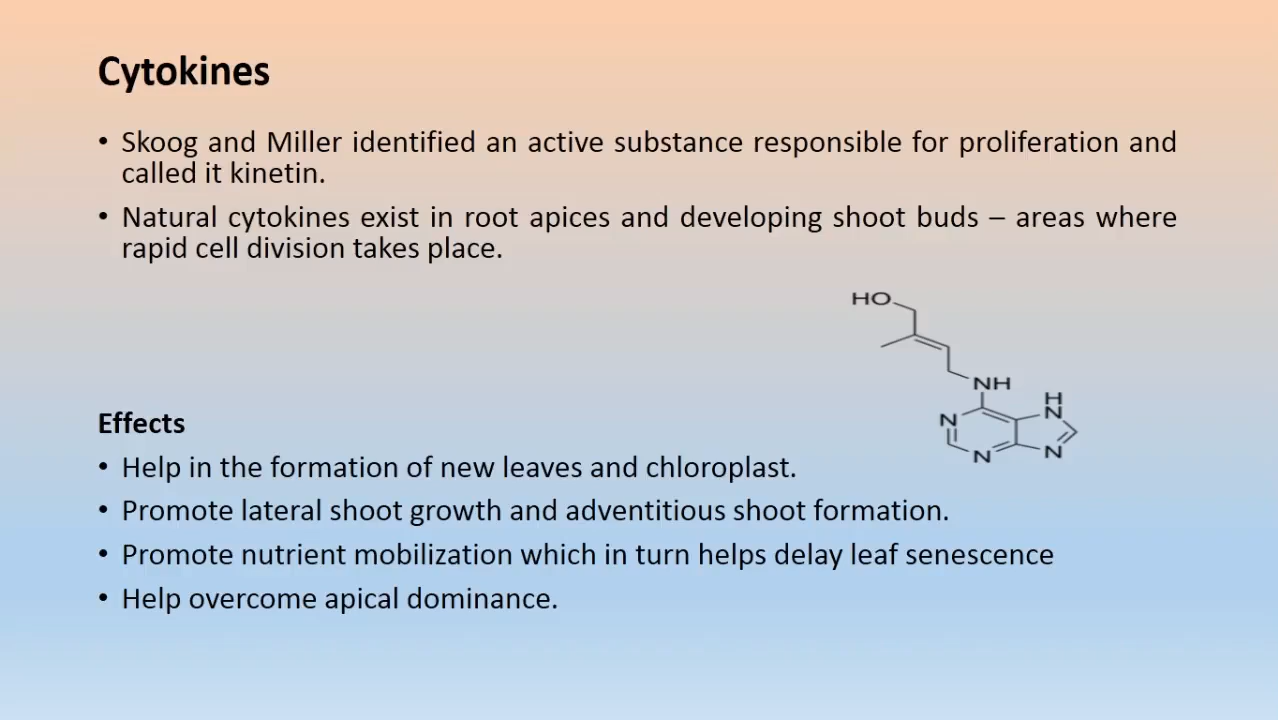 Cytokines
• Skoog and Miller identified an active substance responsible for proliferation and
called it kinetin.
• Natural cytokines exist in root apices and developing shoot buds – areas where
rapid cell division takes place.
HO
NH
H
N
N
N
N
Effects
• Help in the formation of new leaves and chloroplast.
• Promote lateral shoot growth and adventitious shoot formation.
• Promote nutrient mobilization which in turn helps delay leaf senescence
• Help overcome apical dominance.